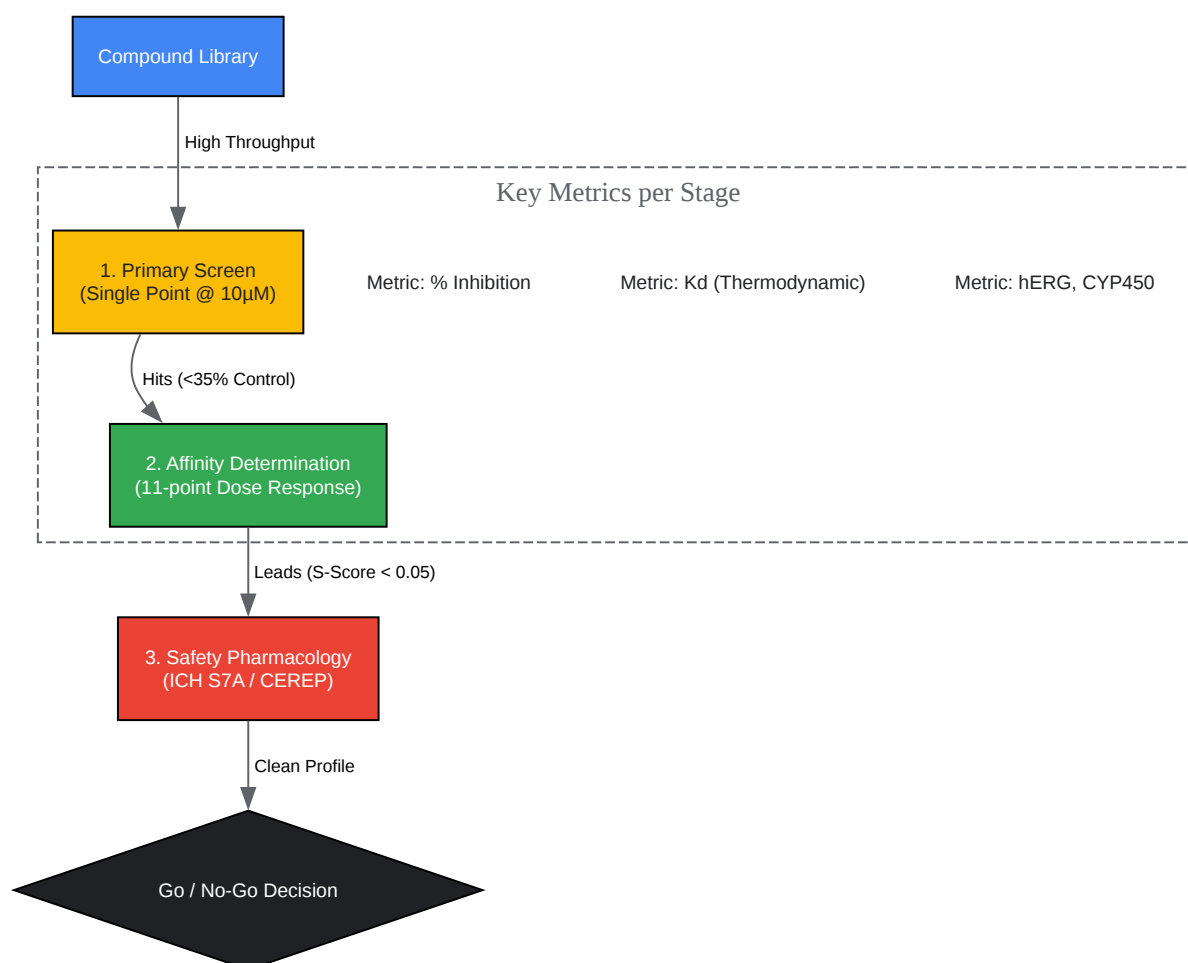 Compound Library
High Throughput
Key Metrics per Stage
1. Primary Screen
(Single Point @ 10µM)
Metric: % Inhibition
Metric: Kd (Thermodynamic)
Metric: hERG, CYP450
Hits (<35% Control)
2. Affinity Determination
(11-point Dose Response)
Leads (S-Score < 0.05)
3. Safety Pharmacology
(ICH S7A / CEREP)
Clean Profile
Go / No-Go Decision